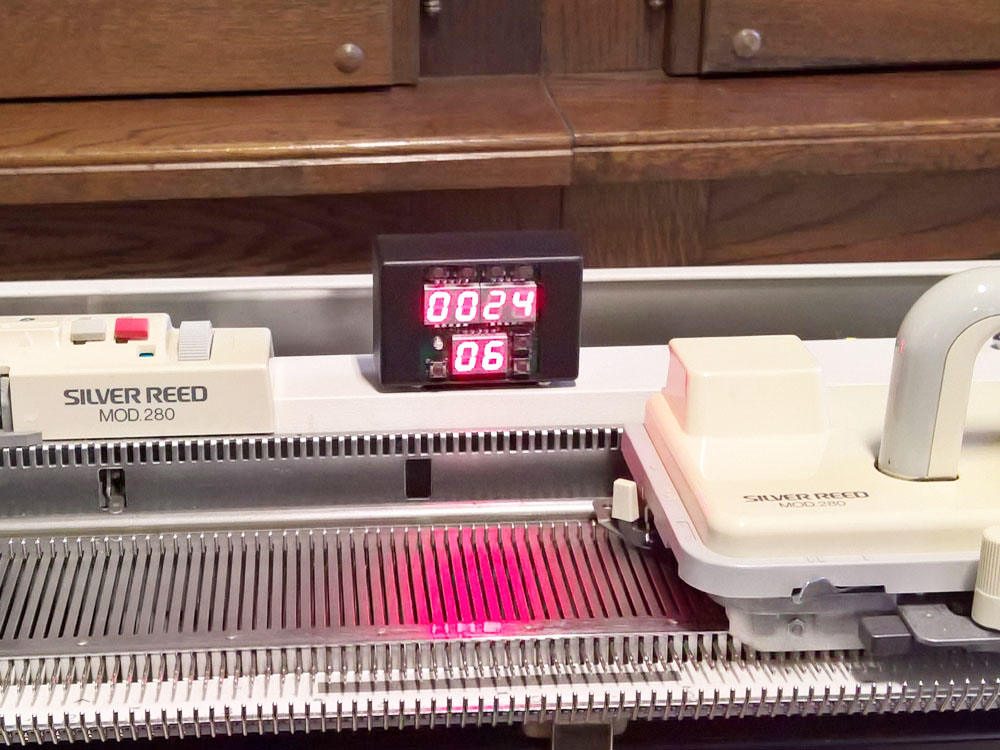 0024
06
SILVER REED
MOD.280
SILVER REED
MOD.280